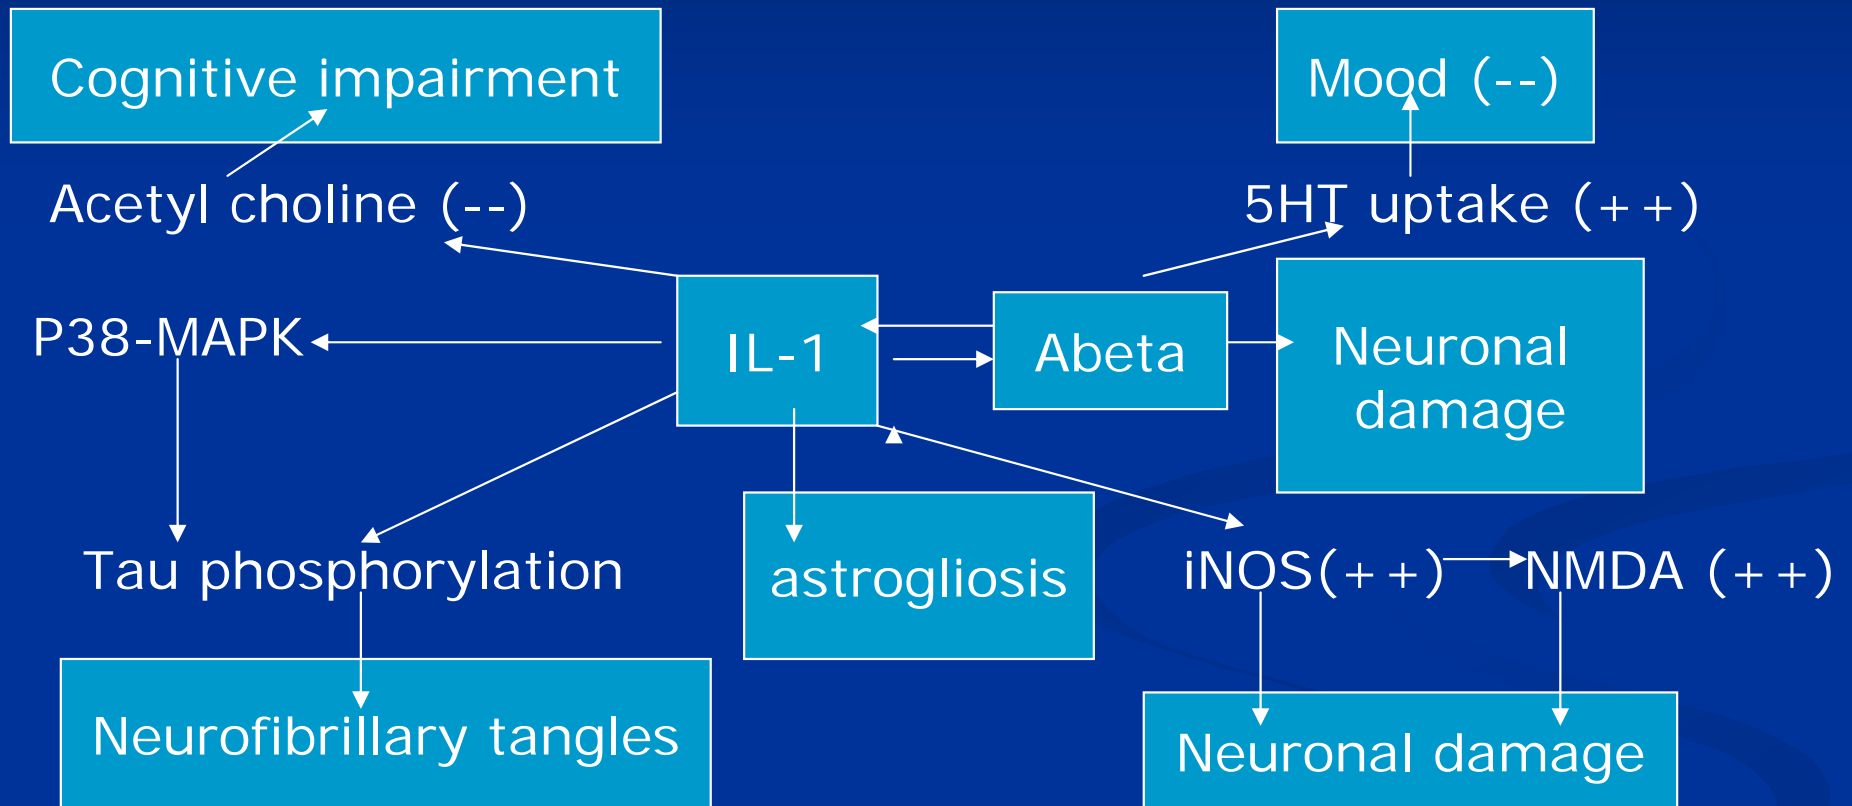 Cognitive impairment
Mood (--)
Acetyl choline (--)
5HT uptake (++)
P38-MAPK
IL-1
Abeta
Neuronal
damage
Tau phosphorylation
astrogliosis
iNOS(++)
NMDA (++)
Neurofibrillary tangles
Neuronal damage